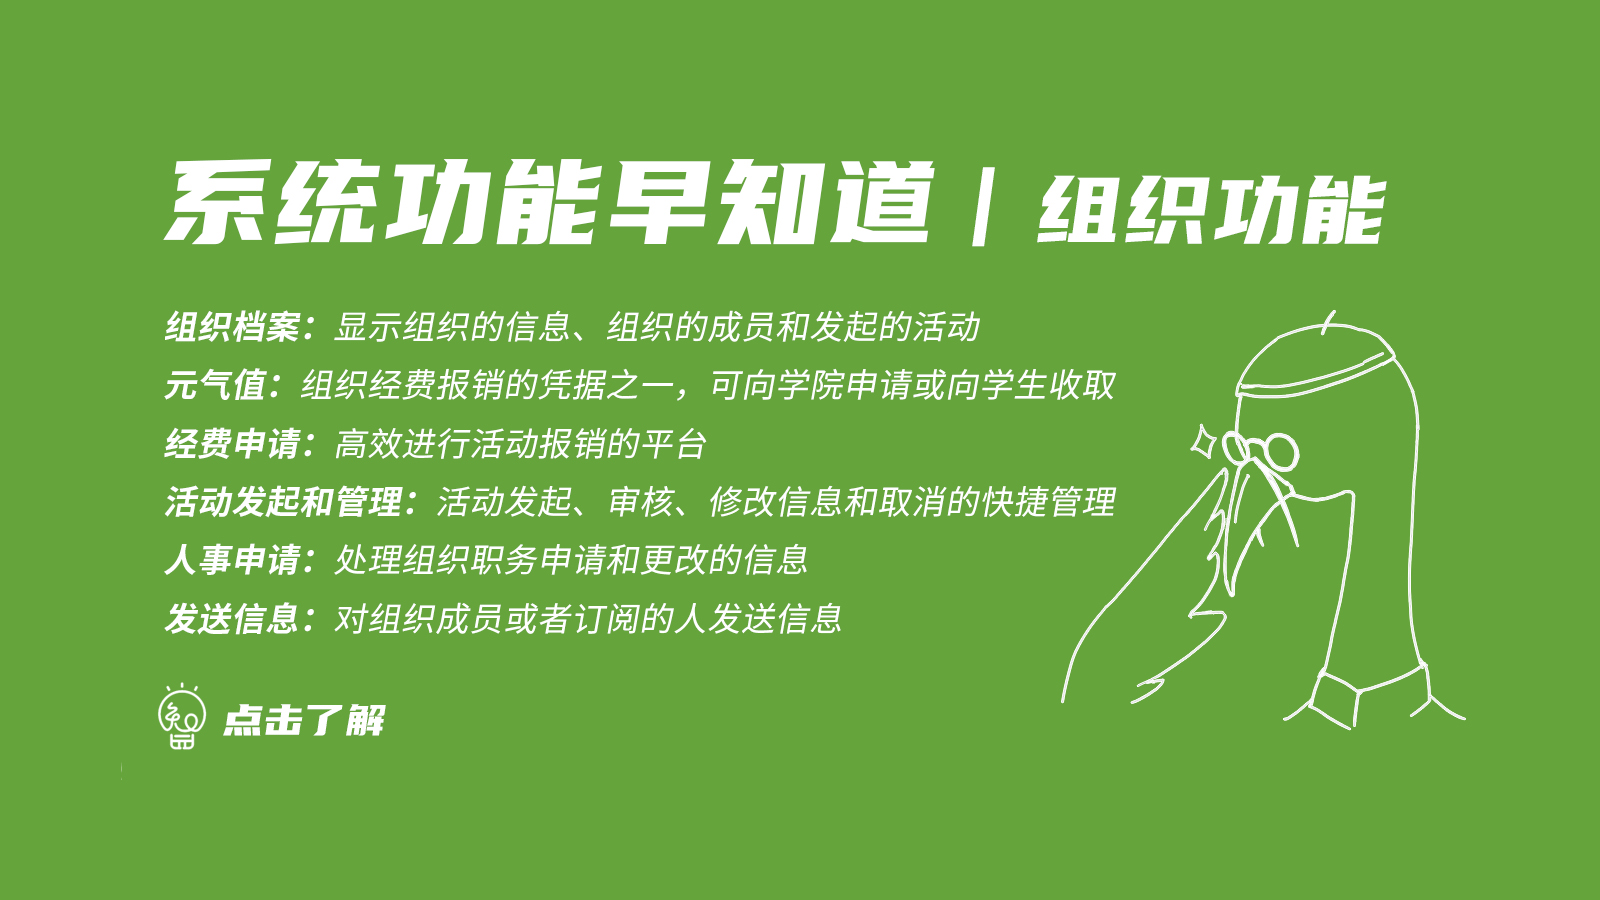 系统功能早知道 | 组织功能
组织档案：显示组织的信息、组织的成员和发起的活动
元气值：组织经费报销的凭据之一，可向学院申请或向学生收取
经费申请：高效进行活动报销的平台
活动发起和管理：活动发起、审核、修改信息和取消的快捷管理
人事申请：处理组织职务申请和更改的信息
发送信息：对组织成员或者订阅的人发送信息
点击了解